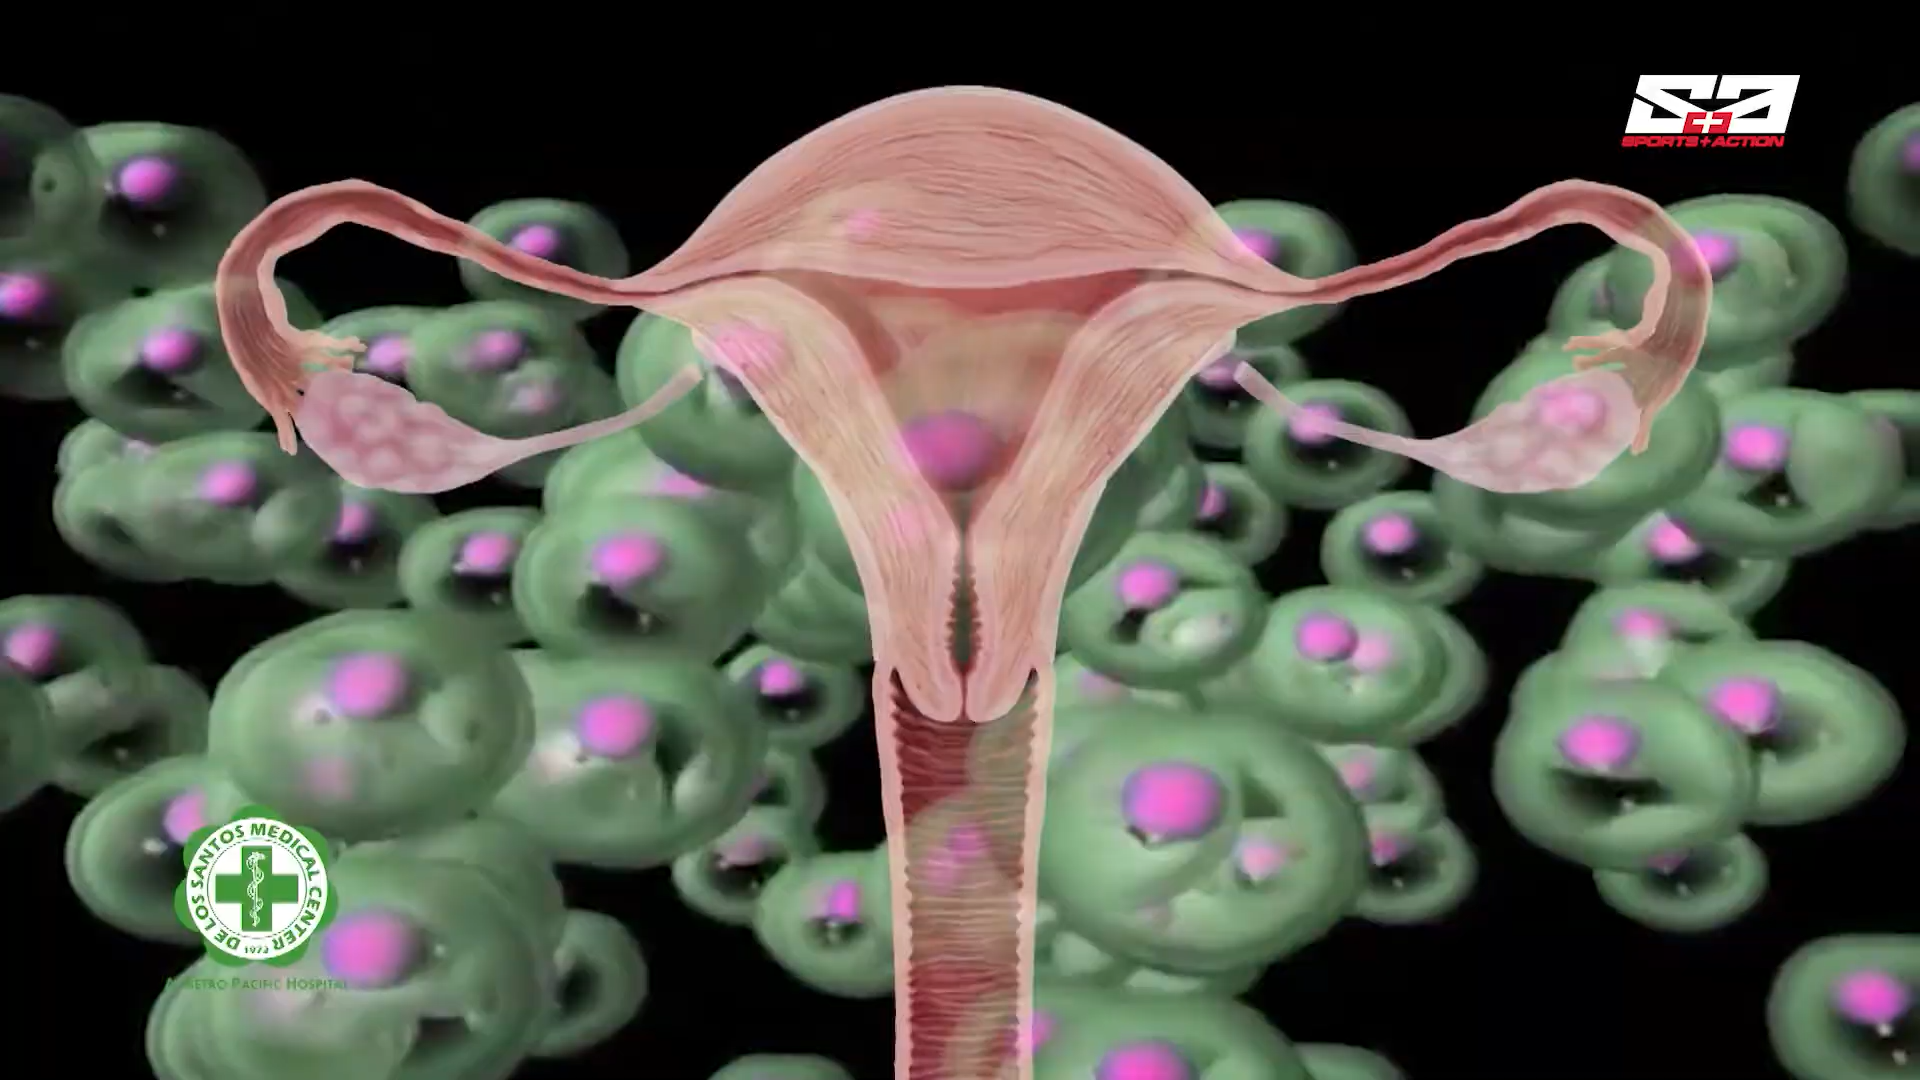 S+A
SPORTS+ACTION
DE LOS SANTOS MEDICAL CENTER
1973
A METRO PACIFIC HOSPITAL